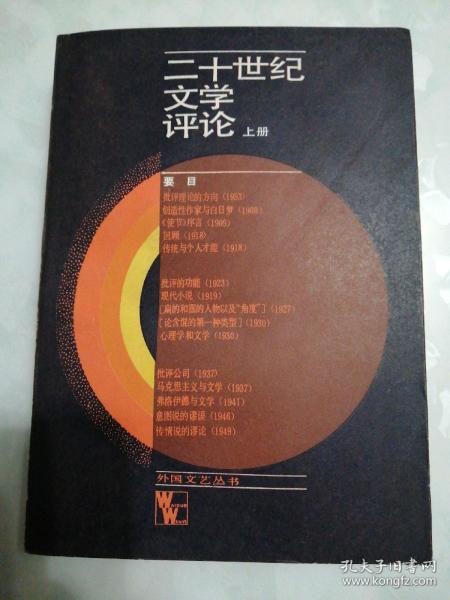 二十世纪
文学
评论 上册
要目
批评理论的方向(1953)
创造性作家与白日梦(1908)
《使节》序言(1909)
回顾(1918)
传统与个人才能(1918)
批评的功能(1923)
现代小说(1919)
[扁的和圆的人物以及“角度”](1927)
[论含混的第一种类型](1930)
心理学和文学(1930)
批评公司(1937)
马克思主义与文学(1937)
弗洛伊德与文学(1941)
意图说的谬误(1946)
传情说的谬论(1949)
外国文艺丛书
WAIGUO
WENYI
孔夫子旧书网
www.kongfz.com